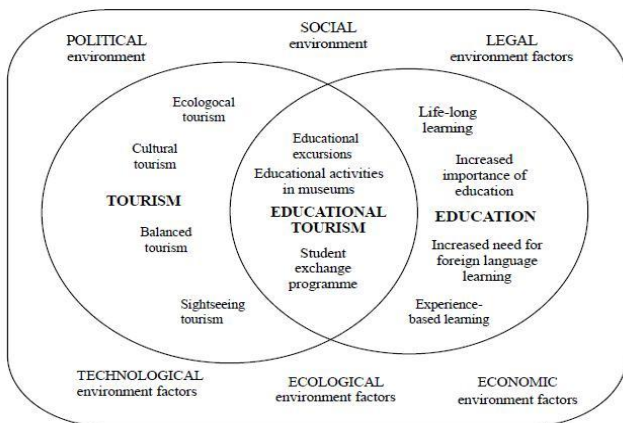 POLITICAL
environment
SOCIAL
environment
LEGAL
environment factors
Ecologocal
tourism
Cultural
tourism
TOURISM
Balanced
tourism
Sightseeing
tourism
Educational
excursions
Educational activities
in museums
EDUCATIONAL
TOURISM
Student
exchange
programme
Life-long
learning
Increased
importance of
education
EDUCATION
Increased need for
foreign language
learning
Experience-
based learning
TECHNOLOGICAL
environment factors
ECOLOGICAL
environment factors
ECONOMIC
environment factors